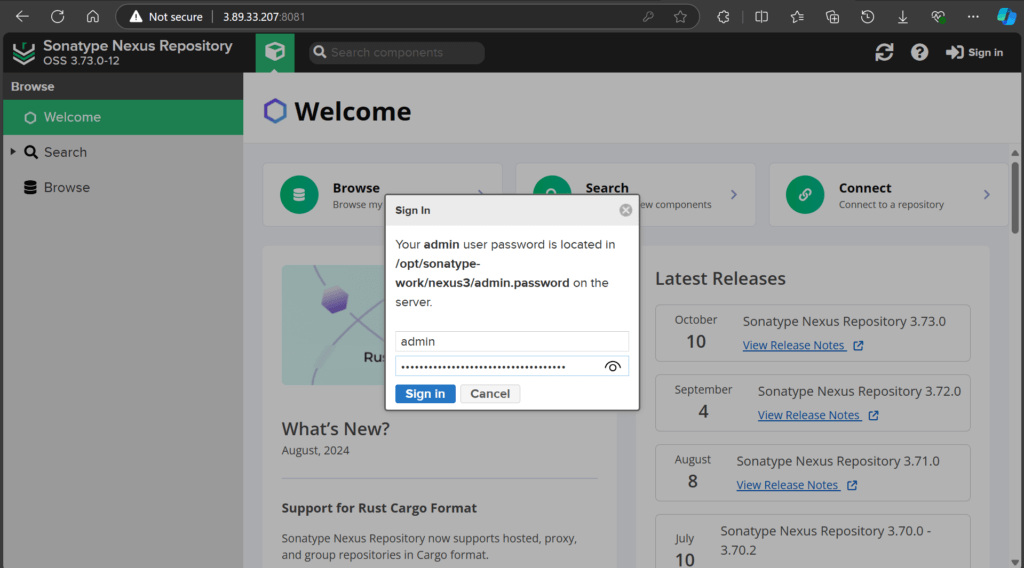 Not secure | 3.89.33.207:8081
Sonatype Nexus Repository
OSS 3.73.0-12
Search components
Sign in
Browse
Welcome
Search
Browse
Welcome
Browse
Browse my
Search
ew components
Connect
Connect to a repository
Sign In
Your admin user password is located in
/opt/sonatype-
work/nexus3/admin.password on the
server.
admin
Sign in
Cancel
Rus
What's New?
August, 2024
Support for Rust Cargo Format
Sonatype Nexus Repository now supports hosted, proxy,
and group repositories in Cargo format.
Latest Releases
October
10
Sonatype Nexus Repository 3.73.0
View Release Notes
September
4
Sonatype Nexus Repository 3.72.0
View Release Notes
August
8
Sonatype Nexus Repository 3.71.0
View Release Notes
July
10
Sonatype Nexus Repository 3.70.0 -
3.70.2